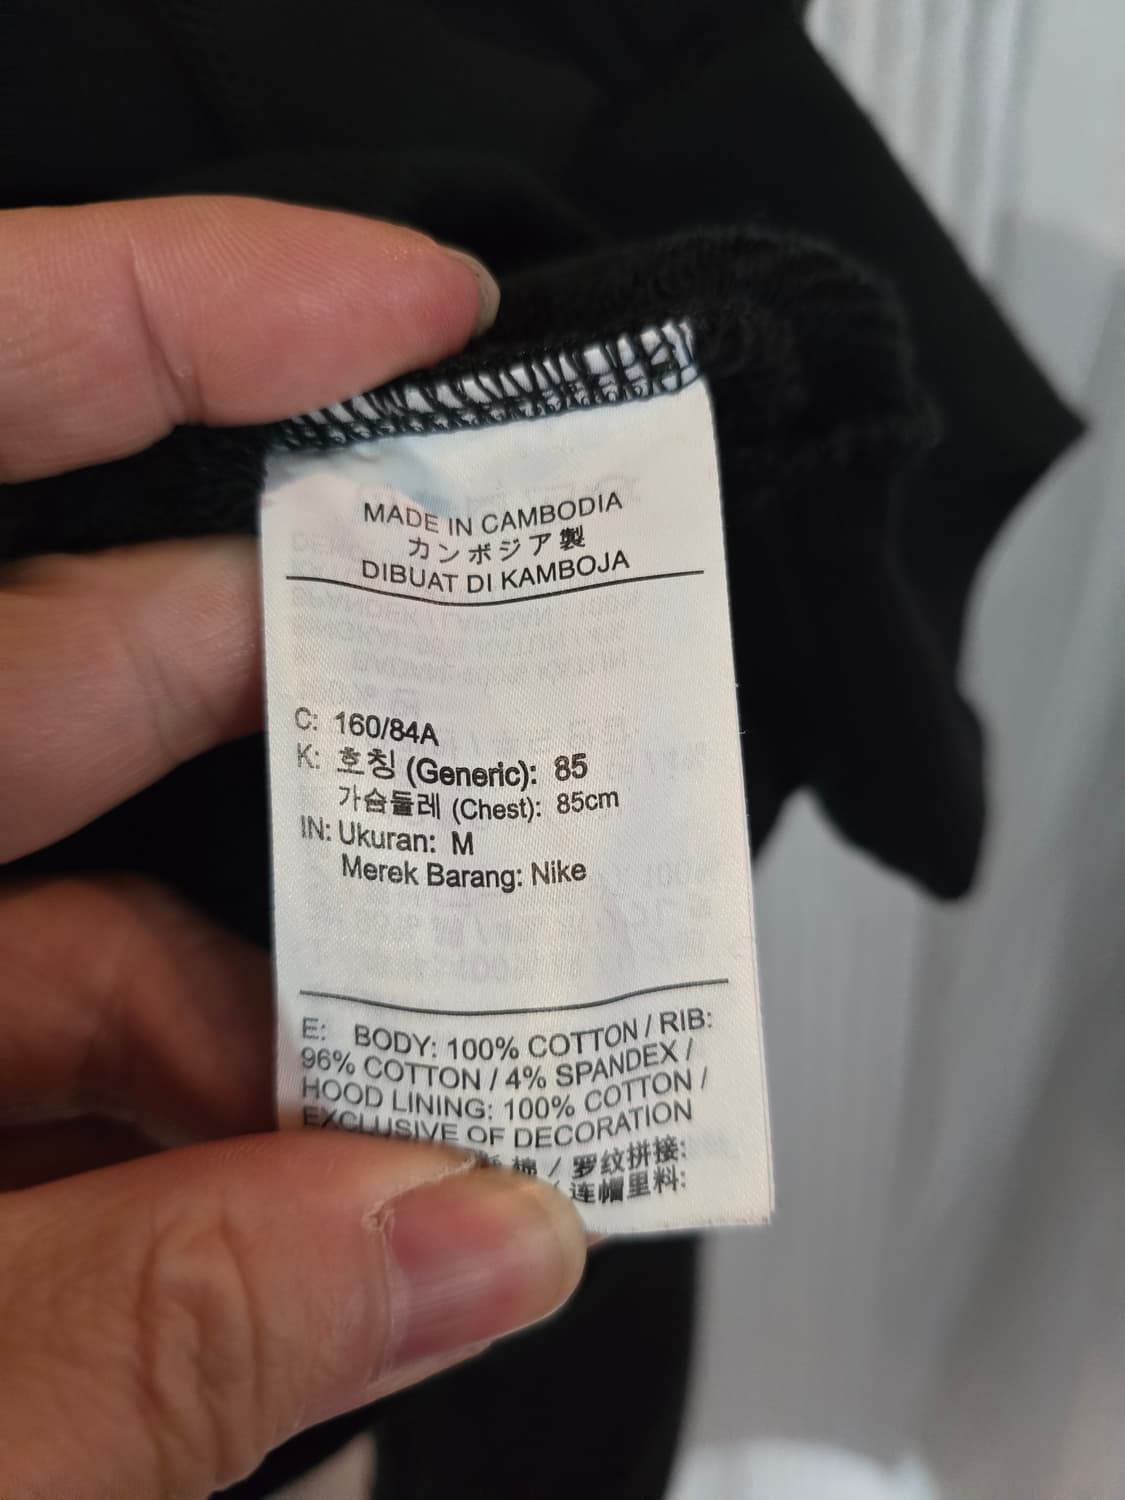 MADE IN CAMBODIA
カンボジア製
DIBUAT DI KAMBOJA
C: 160/84A
K: 호칭 (Generic): 85
가슴둘레 (Chest): 85cm
IN: Ukuran: M
Merek Barang: Nike
E: BODY: 100% COTTON / RIB:
96% COTTON / 4% SPANDEX /
HOOD LINING: 100% COTTON /
EXCLUSIVE OF DECORATION
棉 / 罗纹拼接:
/ 连帽里料: